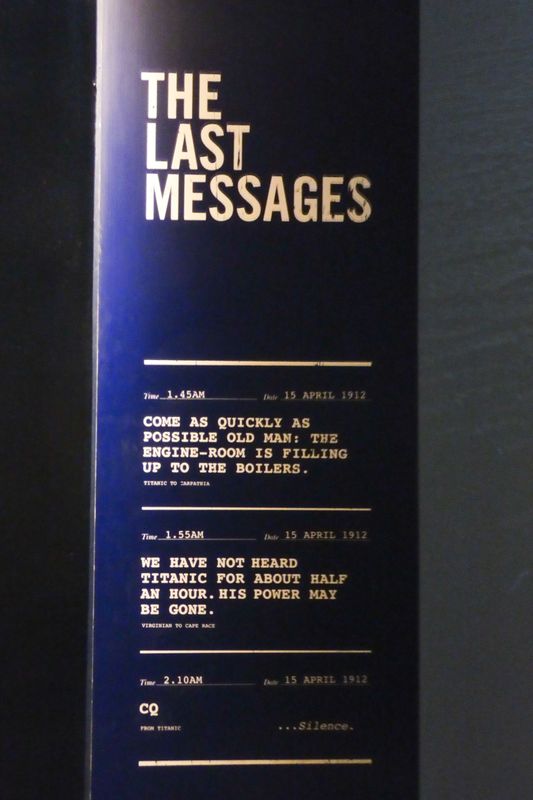 THE
LAST
MESSAGES
Time 1.45AM Date 15 APRIL 1912
COME AS QUICKLY AS
POSSIBLE OLD MAN: THE
ENGINE-ROOM IS FILLING
UP TO THE BOILERS.
TITANIC TO CARPATHIA
Time 1.55AM Date 15 APRIL 1912
WE HAVE NOT HEARD
TITANIC FOR ABOUT HALF
AN HOUR. HIS POWER MAY
BE GONE.
VIRGINIAN TO CAPE RACE
Time 2.10AM Date 15 APRIL 1912
CQ
FROM TITANIC ...Silence.